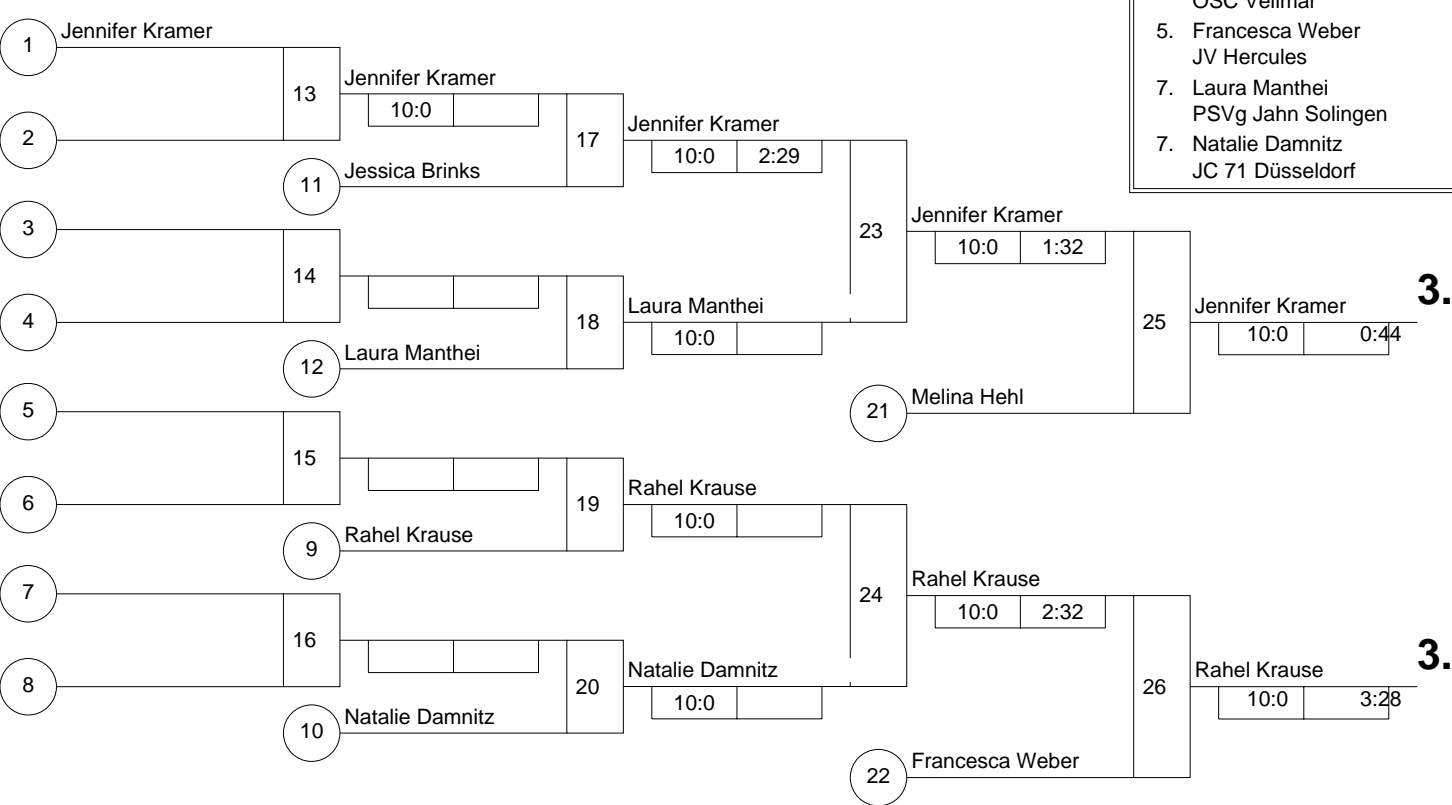 OSC Vellmar
5. Francesca Weber
JV Hercules
7. Laura Manthei
PSVg Jahn Solingen
7. Natalie Damnitz
JC 71 Düsseldorf
1 Jennifer Kramer
13
Jennifer Kramer
10:0
2
17
Jennifer Kramer
10:0 2:29
11 Jessica Brinks
3
23
Jennifer Kramer
10:0 1:32
14
4
18
Laura Manthei
10:0
12 Laura Manthei
25
Jennifer Kramer 3.
10:0 0:44
5
21 Melina Hehl
15
6
19
Rahel Krause
10:0
9 Rahel Krause
7
24
Rahel Krause
10:0 2:32
16
8
20
Natalie Damnitz
10:0
10 Natalie Damnitz
26
Rahel Krause 3.
10:0 3:28
22 Francesca Weber